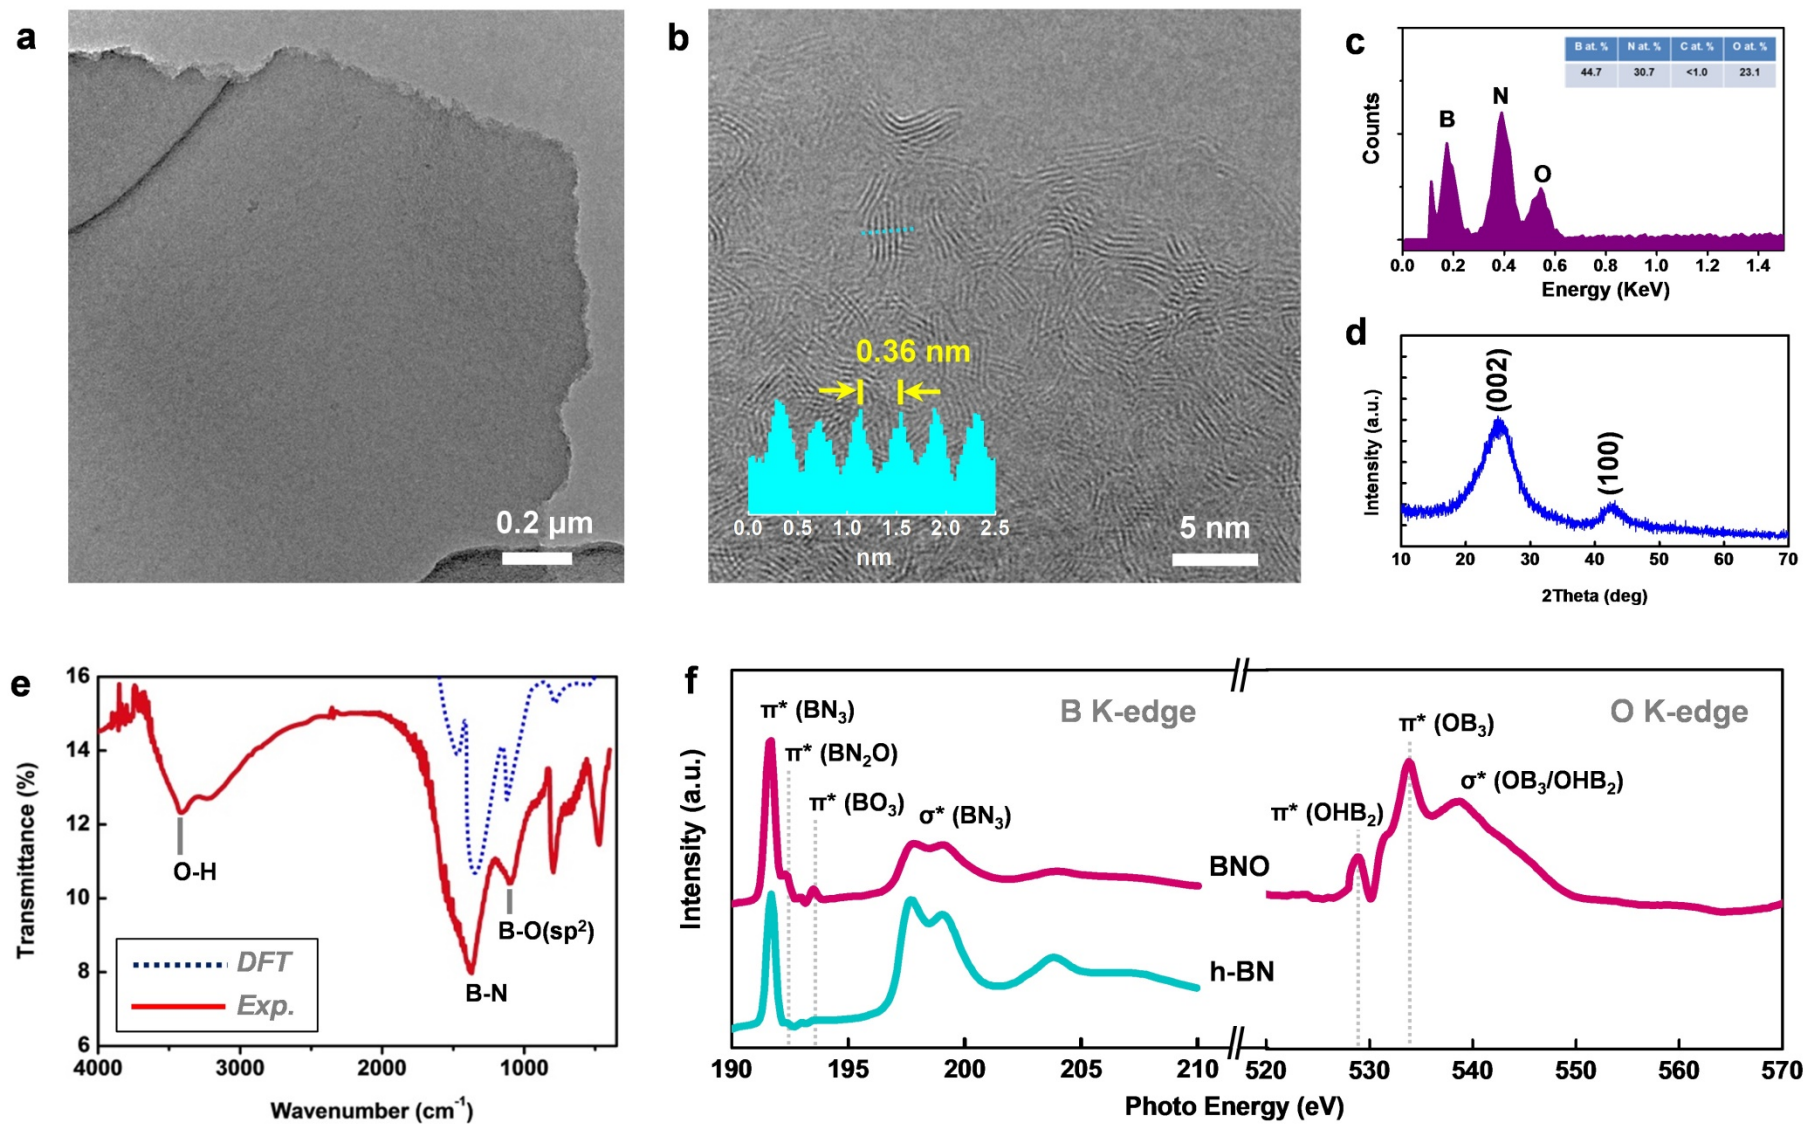 a
0.2 µm
b
0.36 nm
0.0 0.5 1.0 1.5 2.0 2.5
nm
5 nm
c
B at. % N at. % C at. % O at. %
44.7 30.7 <1.0 23.1
B
N
O
Counts
0.0 0.2 0.4 0.6 0.8 1.0 1.2 1.4
Energy (KeV)
d
(002)
(100)
Intensity (a.u.)
10 20 30 40 50 60 70
2Theta (deg)
e
16
14
12
10
8
6
Transmittance (%)
O-H
B-O(sp²)
B-N
DFT
Exp.
4000 3000 2000 1000
Wavenumber (cm⁻¹)
f
B K-edge
O K-edge
π* (BN₃)
π* (BN₂O)
π* (BO₃)
σ* (BN₃)
π* (OHB₂)
π* (OB₃)
σ* (OB₃/OHB₂)
BNO
h-BN
Intensity (a.u.)
190 195 200 205 210 520 530 540 550 560 570
Photo Energy (eV)